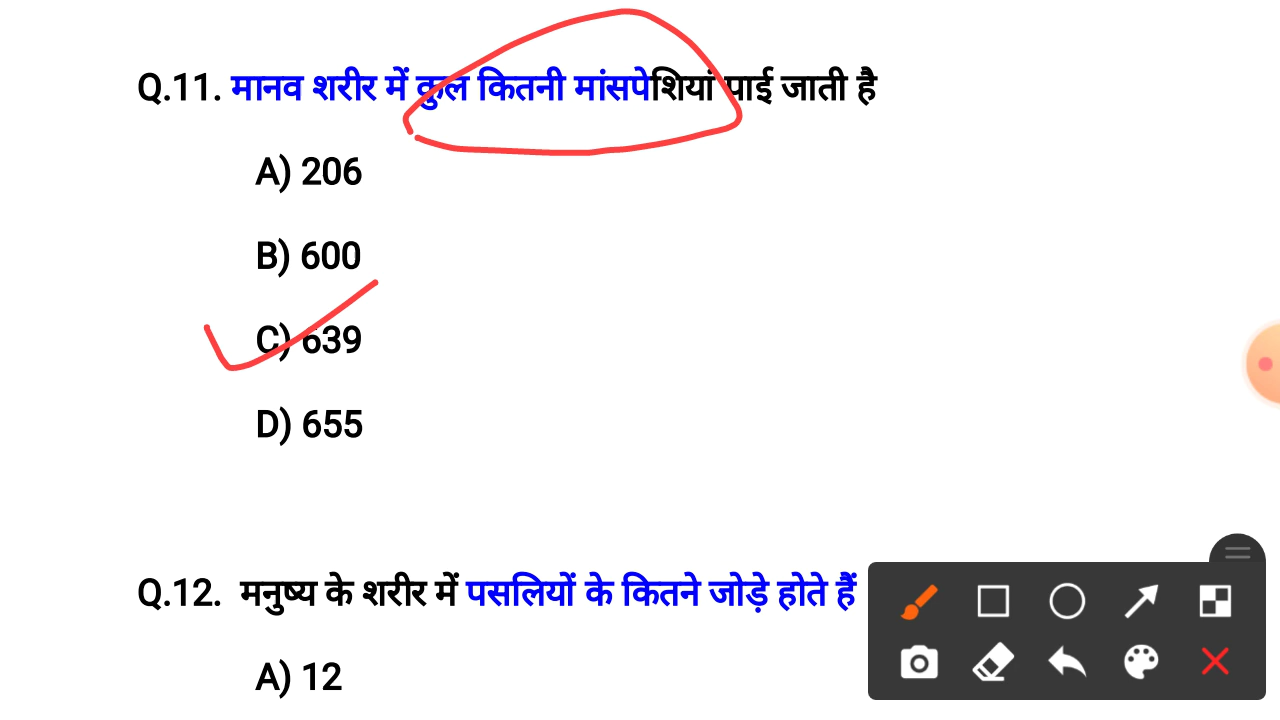 Q.11. मानव शरीर में कुल कितनी मांसपेशियां पाई जाती है
A) 206
B) 600
C) 639
D) 655
Q.12. मनुष्य के शरीर में पसलियों के कितने जोड़े होते हैं
A) 12